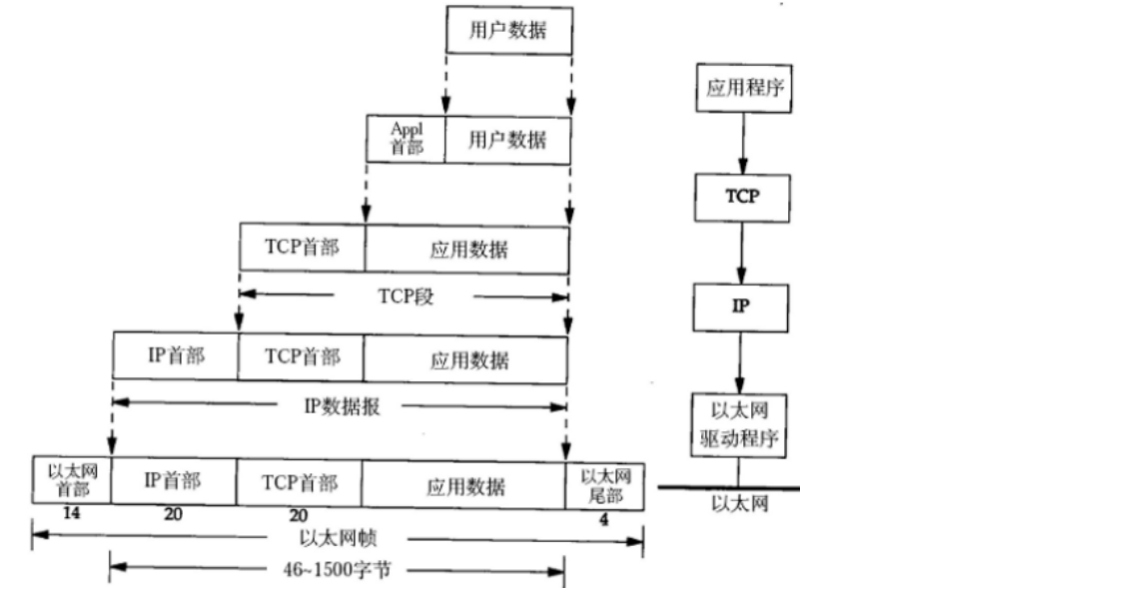 用户数据
应用程序
Appl
首部
用户数据
TCP
TCP首部
应用数据
TCP段
IP
IP首部
TCP首部
应用数据
IP数据报
以太网
驱动程序
以太网
首部
IP首部
TCP首部
应用数据
以太网
尾部
以太网
14
20
20
4
以太网帧
46~1500字节